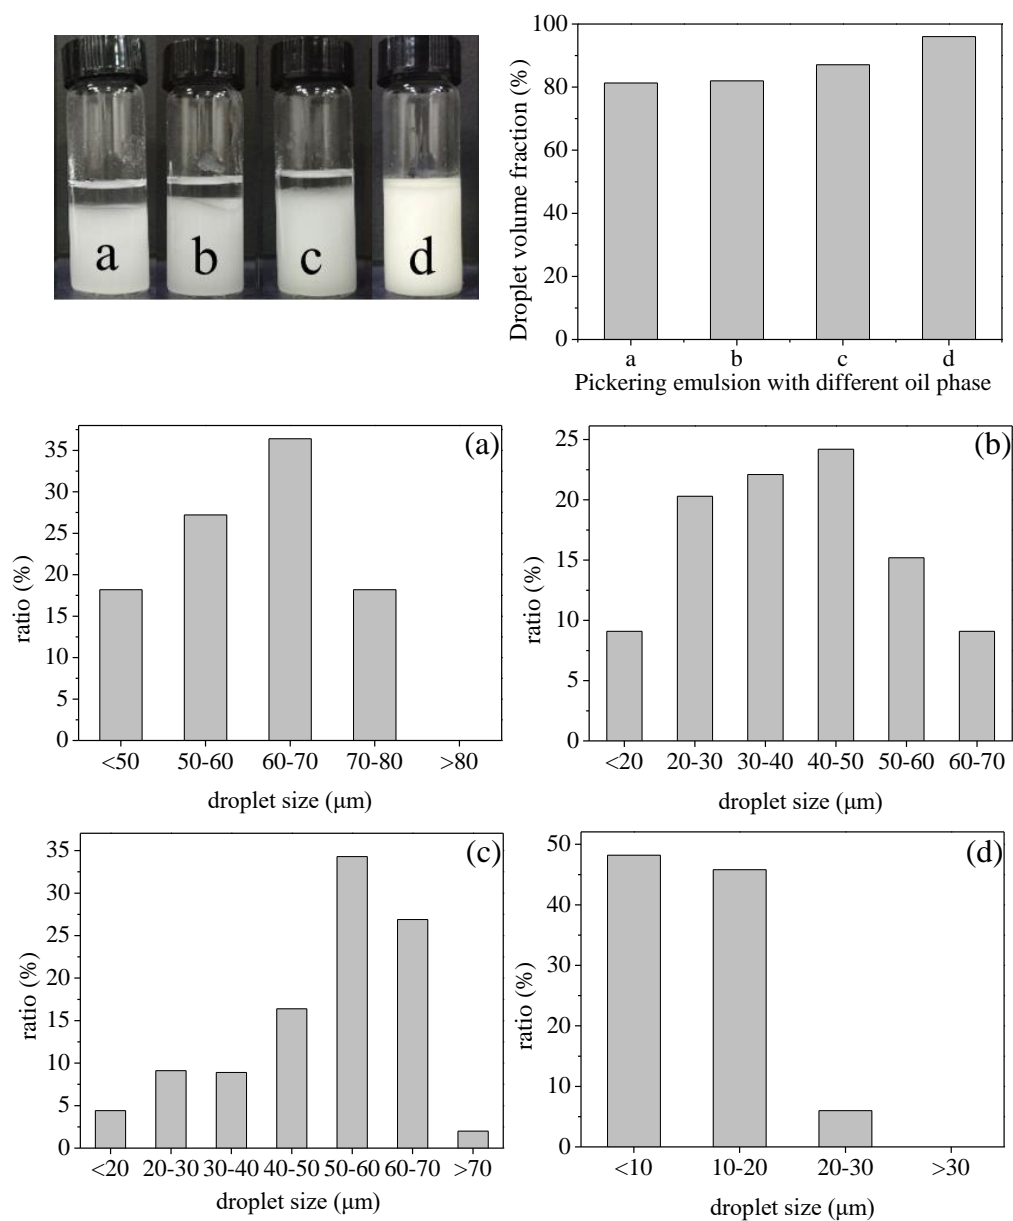 a b c d
100
80
60
40
20
0
Droplet volume fraction (%)
a b c d
Pickering emulsion with different oil phase
(a)
35
30
25
20
15
10
5
0
ratio (%)
<50 50-60 60-70 70-80 >80
droplet size (μm)
(b)
25
20
15
10
5
0
ratio (%)
<20 20-30 30-40 40-50 50-60 60-70
droplet size (μm)
(c)
35
30
25
20
15
10
5
0
ratio (%)
<20 20-30 30-40 40-50 50-60 60-70 >70
droplet size (μm)
(d)
50
40
30
20
10
0
ratio (%)
<10 10-20 20-30 >30
droplet size (μm)